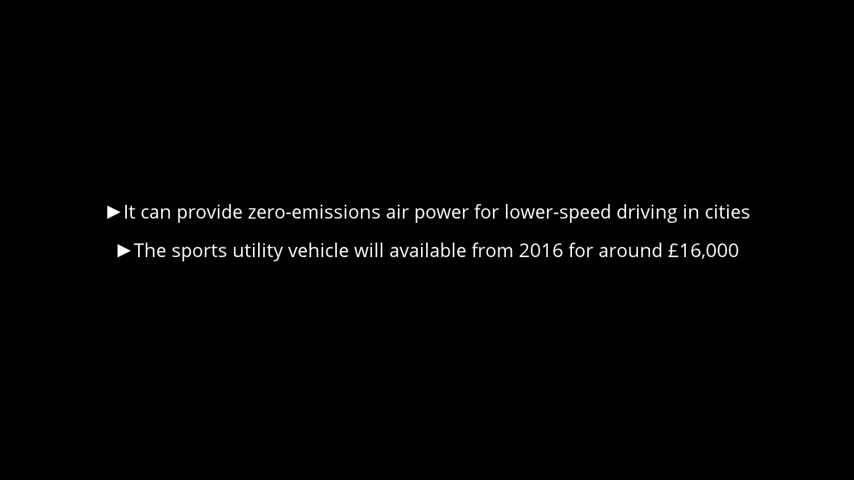 ►It can provide zero-emissions air power for lower-speed driving in cities
►The sports utility vehicle will available from 2016 for around £16,000